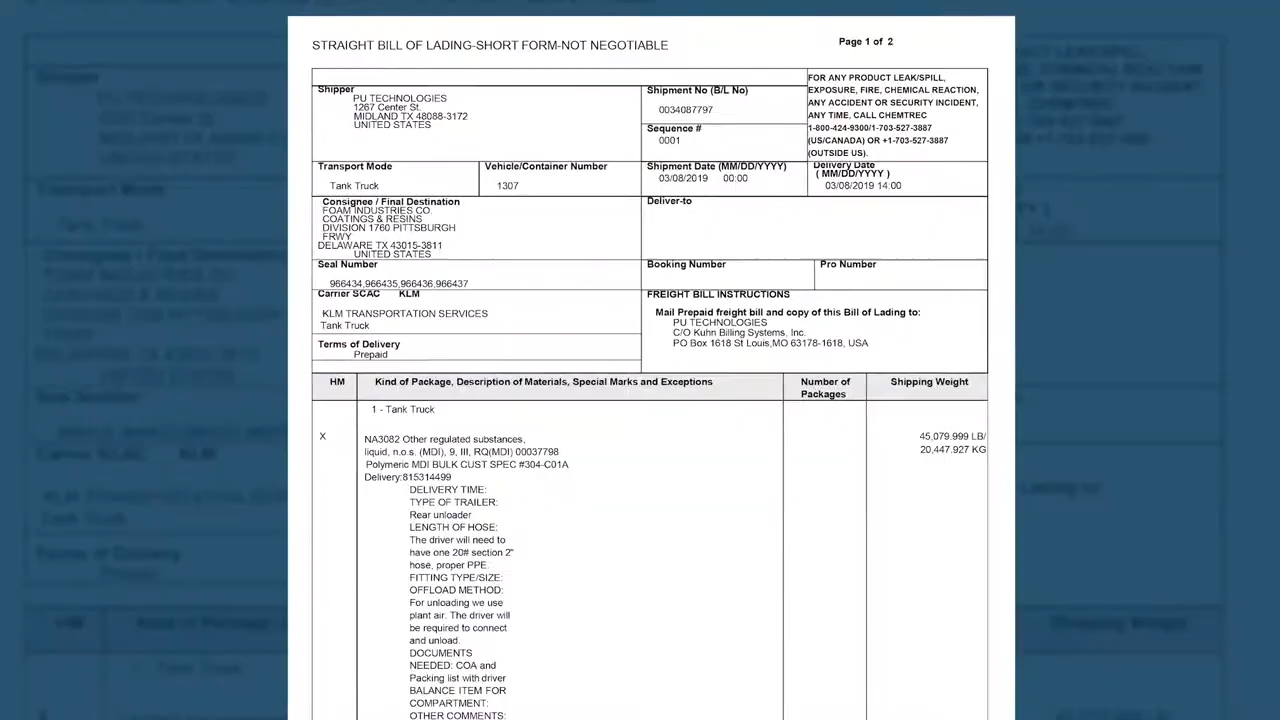 STRAIGHT BILL OF LADING-SHORT FORM-NOT NEGOTIABLE
Page 1 of 2
Shipper
PU TECHNOLOGIES
1267 Center St.
MIDLAND TX 48088-3172
UNITED STATES
Shipment No (B/L No)
0034087797
Sequence #
0001
FOR ANY PRODUCT LEAK/SPILL,
EXPOSURE, FIRE, CHEMICAL REACTION,
ANY ACCIDENT OR SECURITY INCIDENT,
ANY TIME, CALL CHEMTREC
1-800-424-9300/1-703-527-3887
(US/CANADA) OR +1-703-527-3887
(OUTSIDE US).
Transport Mode
Tank Truck
Vehicle/Container Number
1307
Shipment Date (MM/DD/YYYY)
03/08/2019 00:00
Delivery Date
( MM/DD/YYYY )
03/08/2019 14:00
Consignee / Final Destination
FOAM INDUSTRIES CO.
COATINGS & RESINS
DIVISION 1760 PITTSBURGH
FRWY
DELAWARE TX 43015-3811
UNITED STATES
Deliver-to
Seal Number
966434,966435,966436,966437
Booking Number
Pro Number
Carrier SCAC KLM
KLM TRANSPORTATION SERVICES
Tank Truck
FREIGHT BILL INSTRUCTIONS
Mail Prepaid freight bill and copy of this Bill of Lading to:
PU TECHNOLOGIES
C/O Kuhn Billing Systems, Inc.
PO Box 1618 St Louis,MO 63178-1618, USA
Terms of Delivery
Prepaid
HM
Kind of Package, Description of Materials, Special Marks and Exceptions
Number of
Packages
Shipping Weight
1 - Tank Truck
X
NA3082 Other regulated substances,
liquid, n.o.s. (MDI), 9, III, RQ(MDI) 00037798
Polymeric MDI BULK CUST SPEC #304-C01A
Delivery:815314499
45,079.999 LB/
20,447.927 KG
DELIVERY TIME:
TYPE OF TRAILER:
Rear unloader
LENGTH OF HOSE:
The driver will need to
have one 20# section 2"
hose, proper PPE.
FITTING TYPE/SIZE:
OFFLOAD METHOD:
For unloading we use
plant air. The driver will
be required to connect
and unload.
DOCUMENTS
NEEDED: COA and
Packing list with driver
BALANCE ITEM FOR
COMPARTMENT:
OTHER COMMENTS: